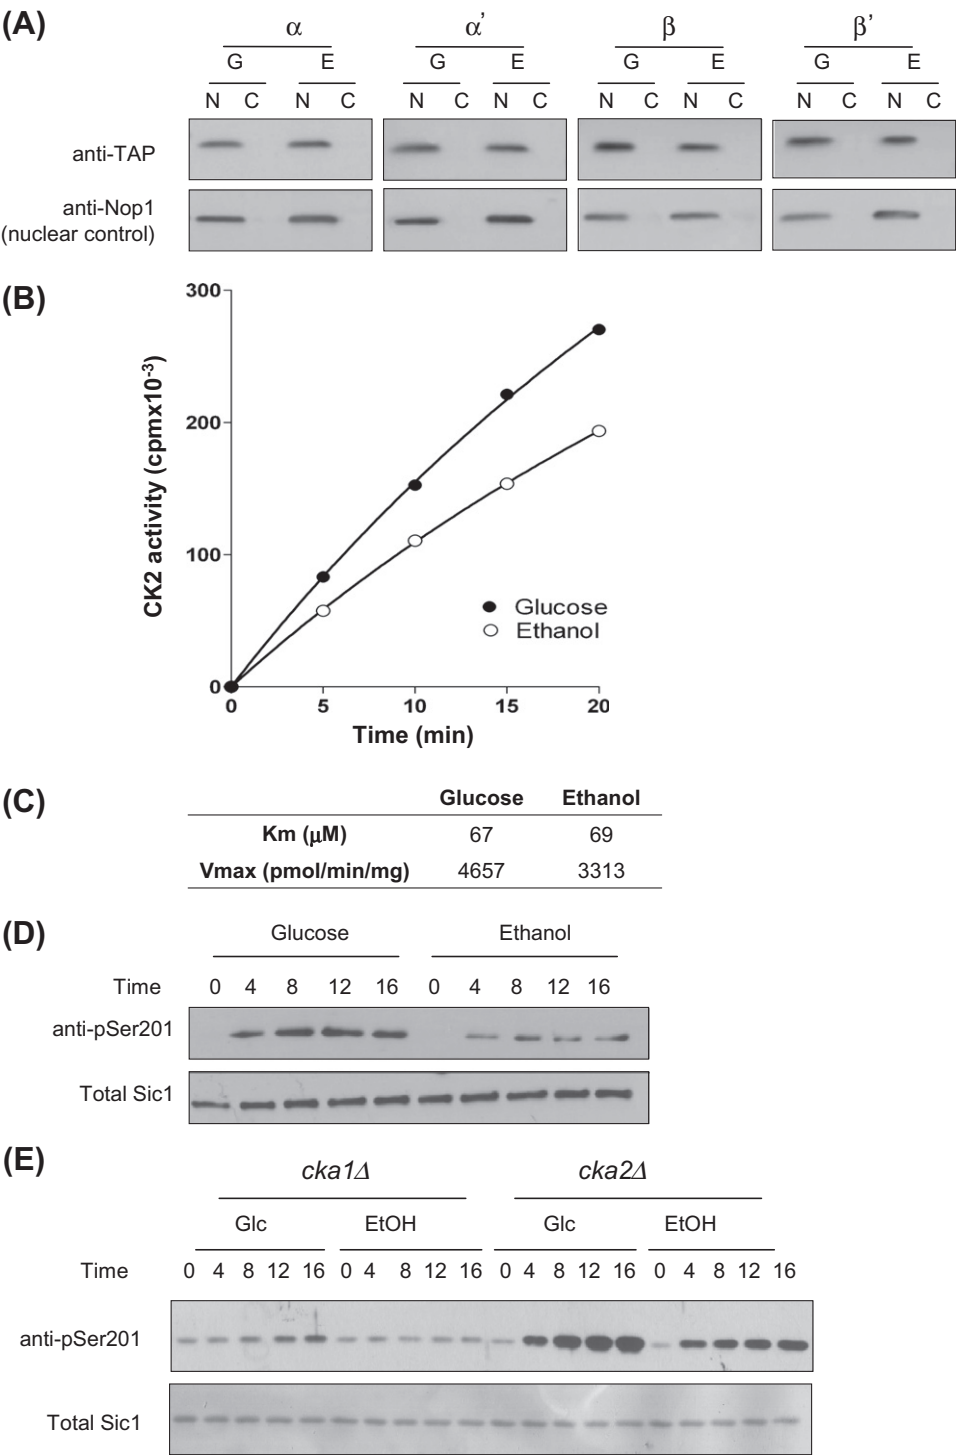 (A)
α α’ β β’
G E G E G E G E
N C N C N C N C N C N C N C N C
anti-TAP
anti-Nop1
(nuclear control)
(B)
300
200
100
0
CK2 activity (cpmx10⁻³)
Glucose
Ethanol
0 5 10 15 20
Time (min)
(C)
Glucose Ethanol
Km (μM) 67 69
Vmax (pmol/min/mg) 4657 3313
(D)
Glucose Ethanol
Time 0 4 8 12 16 0 4 8 12 16
anti-pSer201
Total Sic1
(E)
cka1Δ cka2Δ
Glc EtOH Glc EtOH
Time 0 4 8 12 16 0 4 8 12 16 0 4 8 12 16 0 4 8 12 16
anti-pSer201
Total Sic1